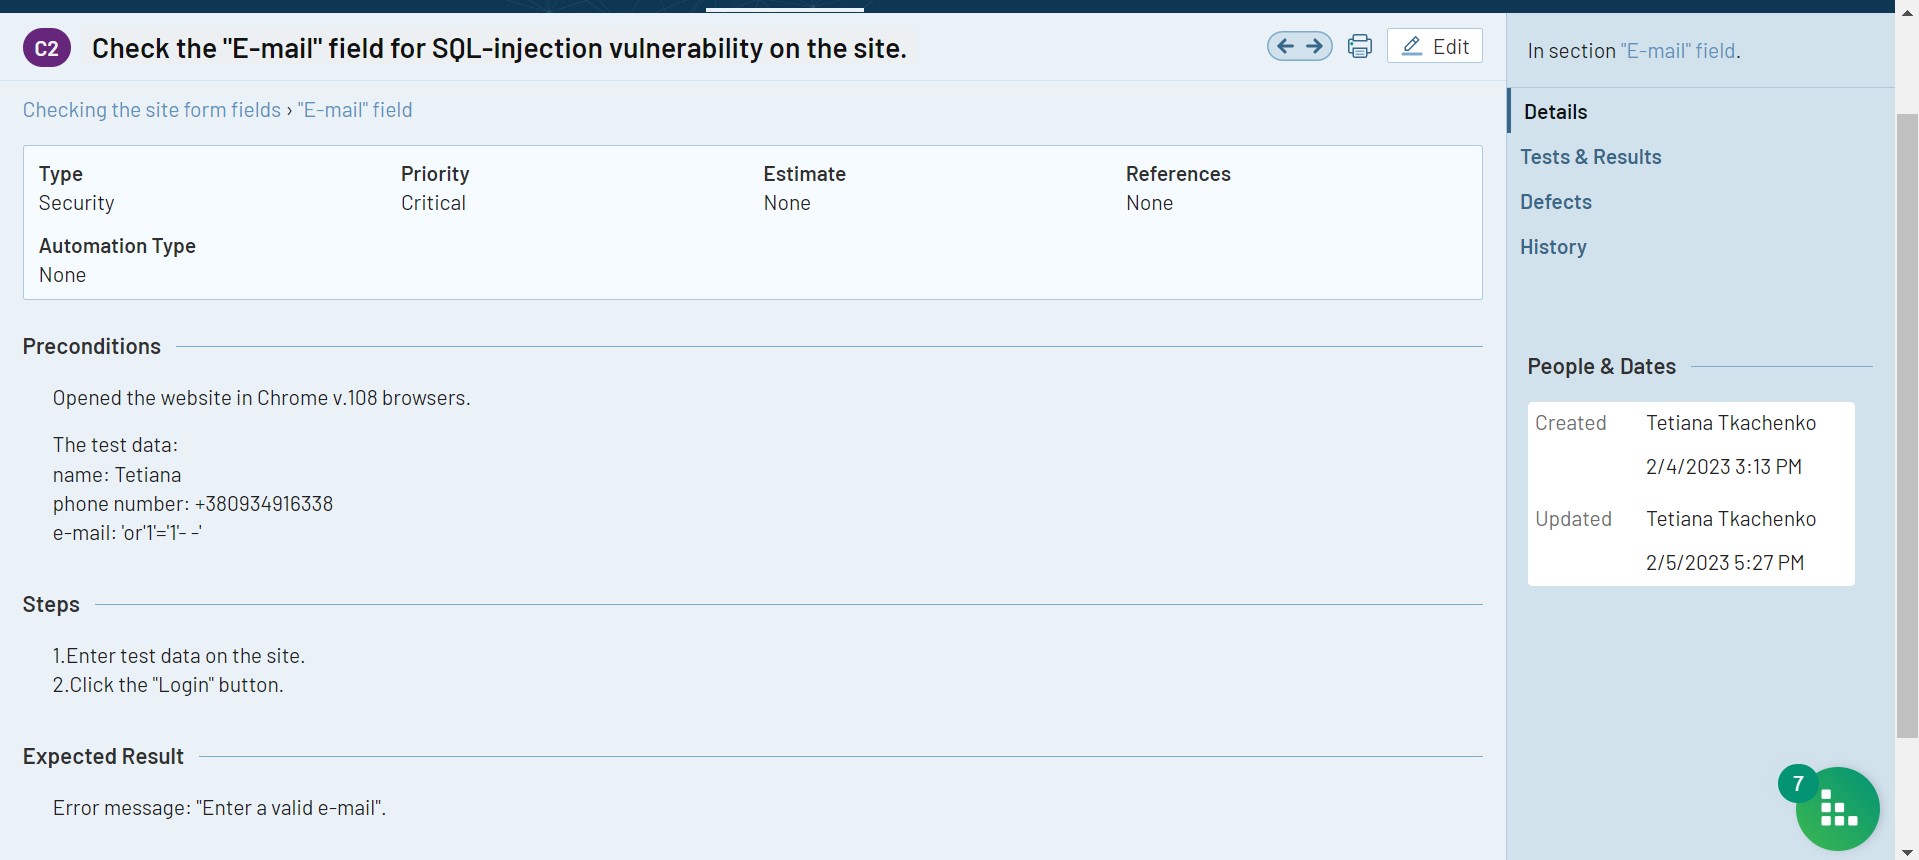 C2 Check the "E-mail" field for SQL-injection vulnerability on the site.
Edit
Checking the site form fields › "E-mail" field
Type Priority Estimate References
Security Critical None None
Automation Type
None
Preconditions
Opened the website in Chrome v.108 browsers.
The test data:
name: Tetiana
phone number: +380934916338
e-mail: 'or'1'='1'- -'
Steps
1.Enter test data on the site.
2.Click the "Login" button.
Expected Result
Error message: "Enter a valid e-mail".
In section "E-mail" field.
Details
Tests & Results
Defects
History
People & Dates
Created Tetiana Tkachenko
2/4/2023 3:13 PM
Updated Tetiana Tkachenko
2/5/2023 5:27 PM
7